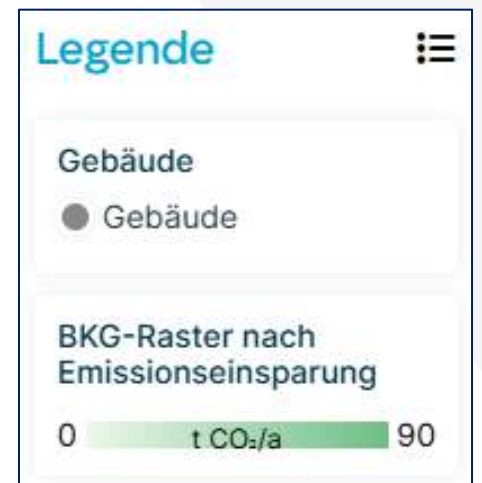 Legende
Gebäude
Gebäude
BKG-Raster nach
Emissionseinsparung
0 t CO₂/a 90